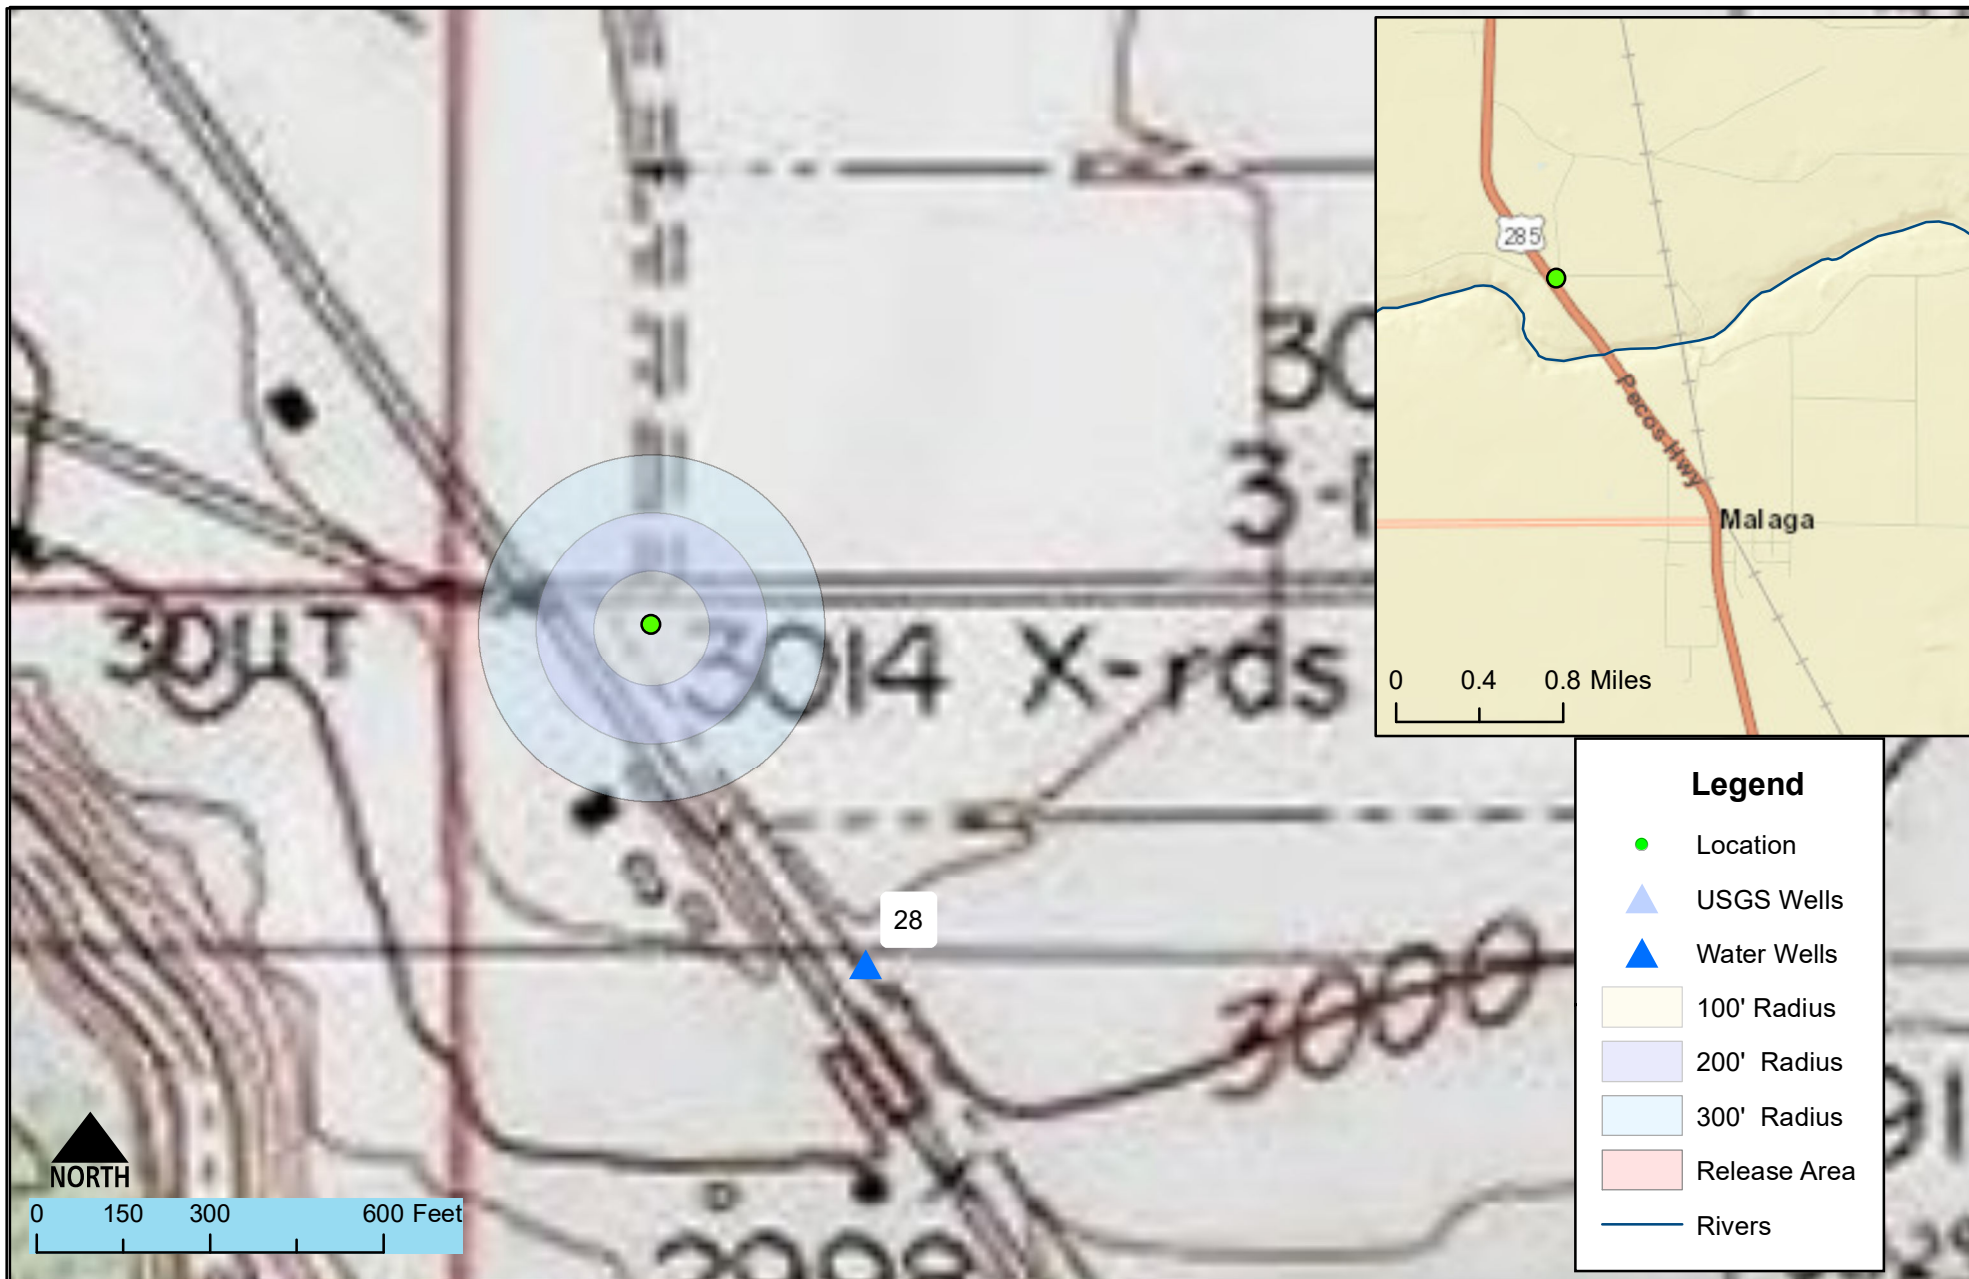 285
Pecos Hwy
Malaga
0 0.4 0.8 Miles
30
3-1
3014 X-rds
28
3000
NORTH
0 150 300 600 Feet
Legend
Location
USGS Wells
Water Wells
100' Radius
200' Radius
300' Radius
Release Area
Rivers